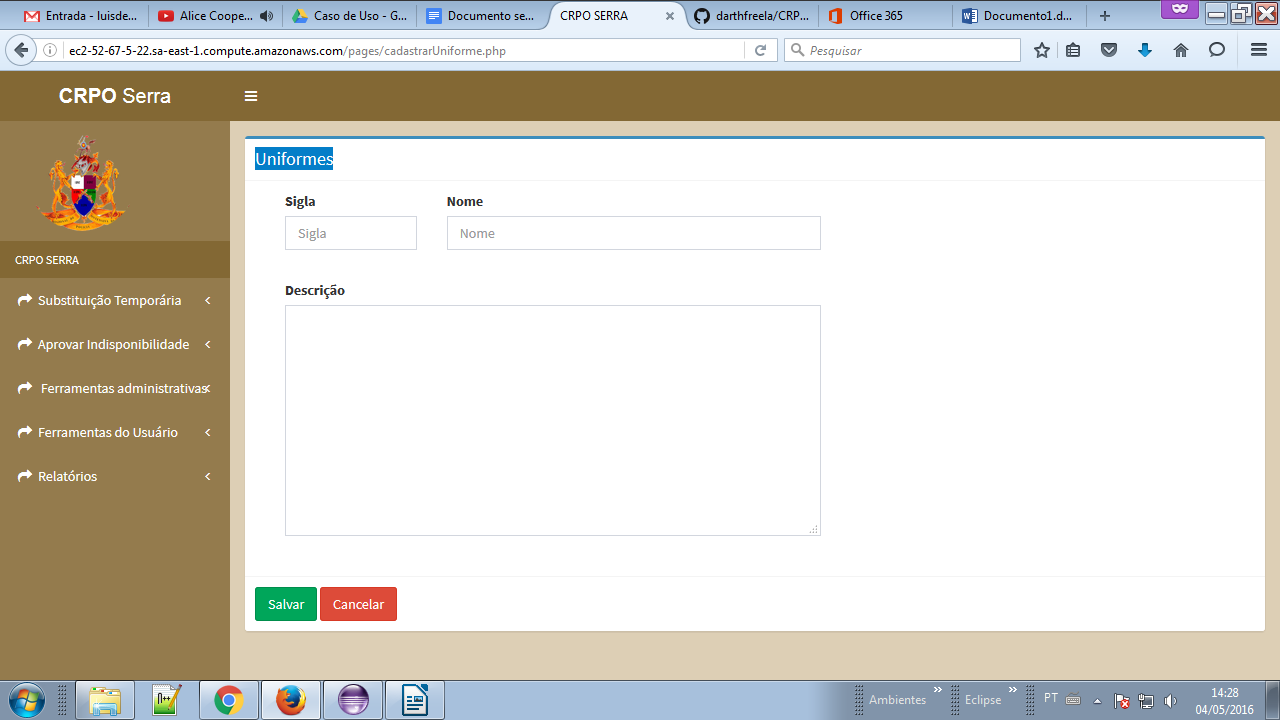 Entrada - luisde...
Alice Coope...
Caso de Uso - G...
Documento se...
CRPO SERRA
darthfreela/CRP...
Office 365
Documento1.d...
ec2-52-67-5-22.sa-east-1.compute.amazonaws.com/pages/cadastrarUniforme.php
Pesquisar
CRPO Serra
Uniformes
Sigla
Nome
Sigla
Nome
Descrição
CRPO SERRA
Substituição Temporária
Aprovar Indisponibilidade
Ferramentas administrativas
Ferramentas do Usuário
Relatórios
Salvar
Cancelar
Ambientes
Eclipse
PT
14:28
04/05/2016